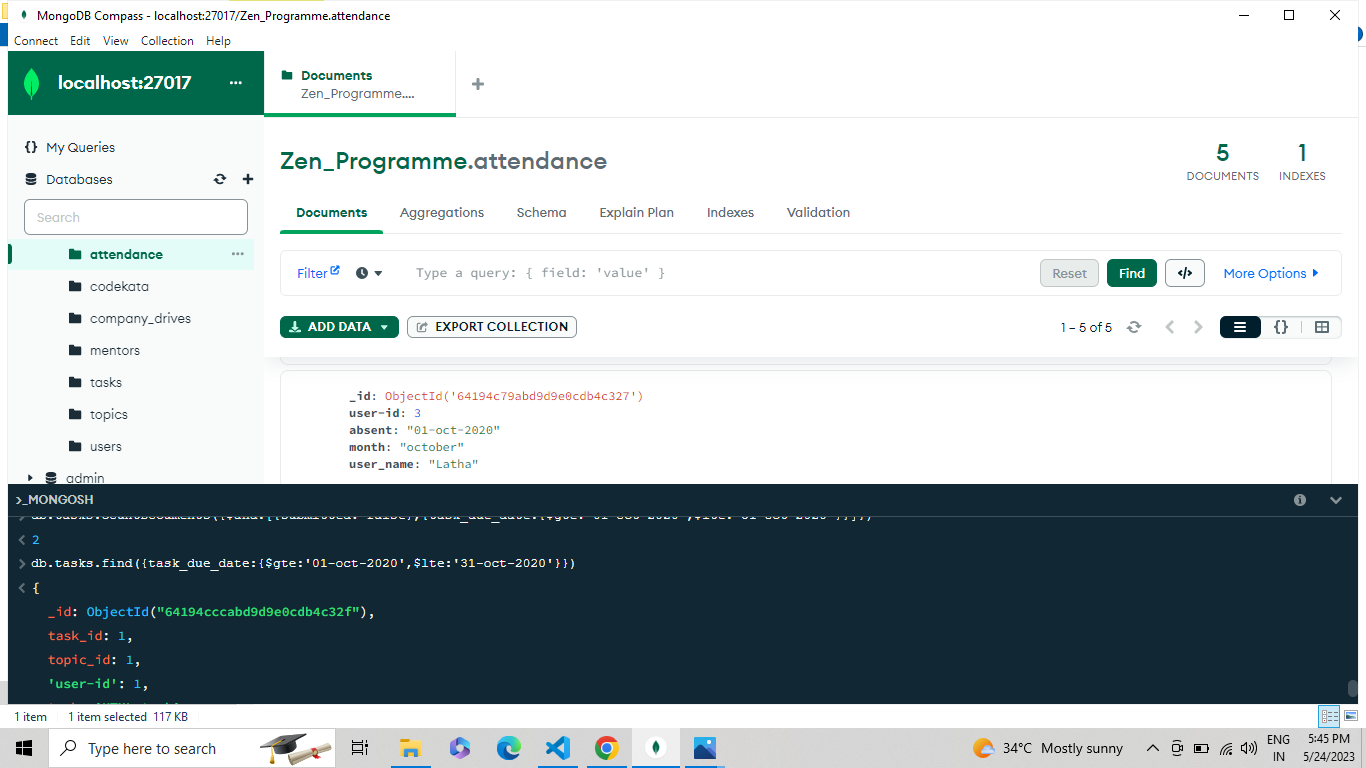 MongoDB Compass - localhost:27017/Zen_Programme.attendance
Connect Edit View Collection Help
localhost:27017 ...
Documents
Zen_Programme....
My Queries
Databases
Search
attendance
codekata
company_drives
mentors
tasks
topics
users
admin
Zen_Programme.attendance
5
DOCUMENTS
1
INDEXES
Documents Aggregations Schema Explain Plan Indexes Validation
Filter Type a query: { field: 'value' } Reset Find </> More Options
ADD DATA EXPORT COLLECTION 1 – 5 of 5 {}
_id: ObjectId('64194c79abd9d9e0cdb4c327')
user-id: 3
absent: "01-oct-2020"
month: "october"
user_name: "Latha"
>_MONGOSH
2
db.tasks.find({task_due_date:{$gte:'01-oct-2020',$lte:'31-oct-2020'}})
{
_id: ObjectId("64194cccabd9d9e0cdb4c32f"),
task_id: 1,
topic_id: 1,
'user-id': 1,
1 item 1 item selected 117 KB
Type here to search
34°C Mostly sunny
ENG
IN
5:45 PM
5/24/2023